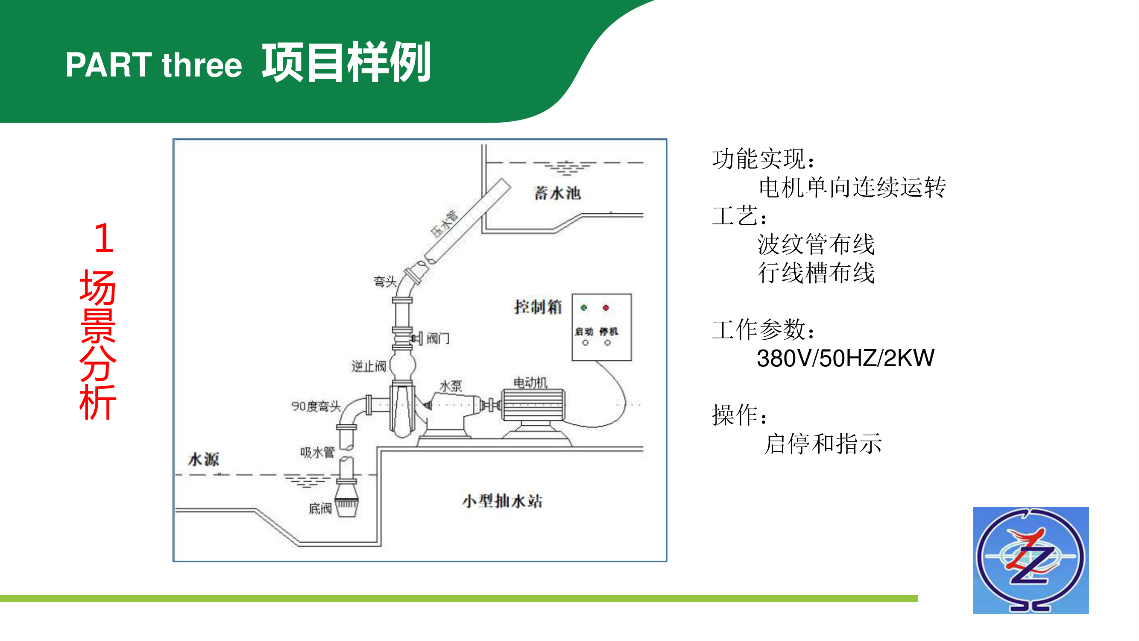 PART three 项目样例
1
场
景
分
析
蓄水池
压水管
弯头
控制箱
启动 停机
阀门
逆止阀
水泵
电动机
90度弯头
吸水管
水源
底阀
小型抽水站
功能实现：
电机单向连续运转
工艺：
波纹管布线
行线槽布线
工作参数：
380V/50HZ/2KW
操作：
启停和指示